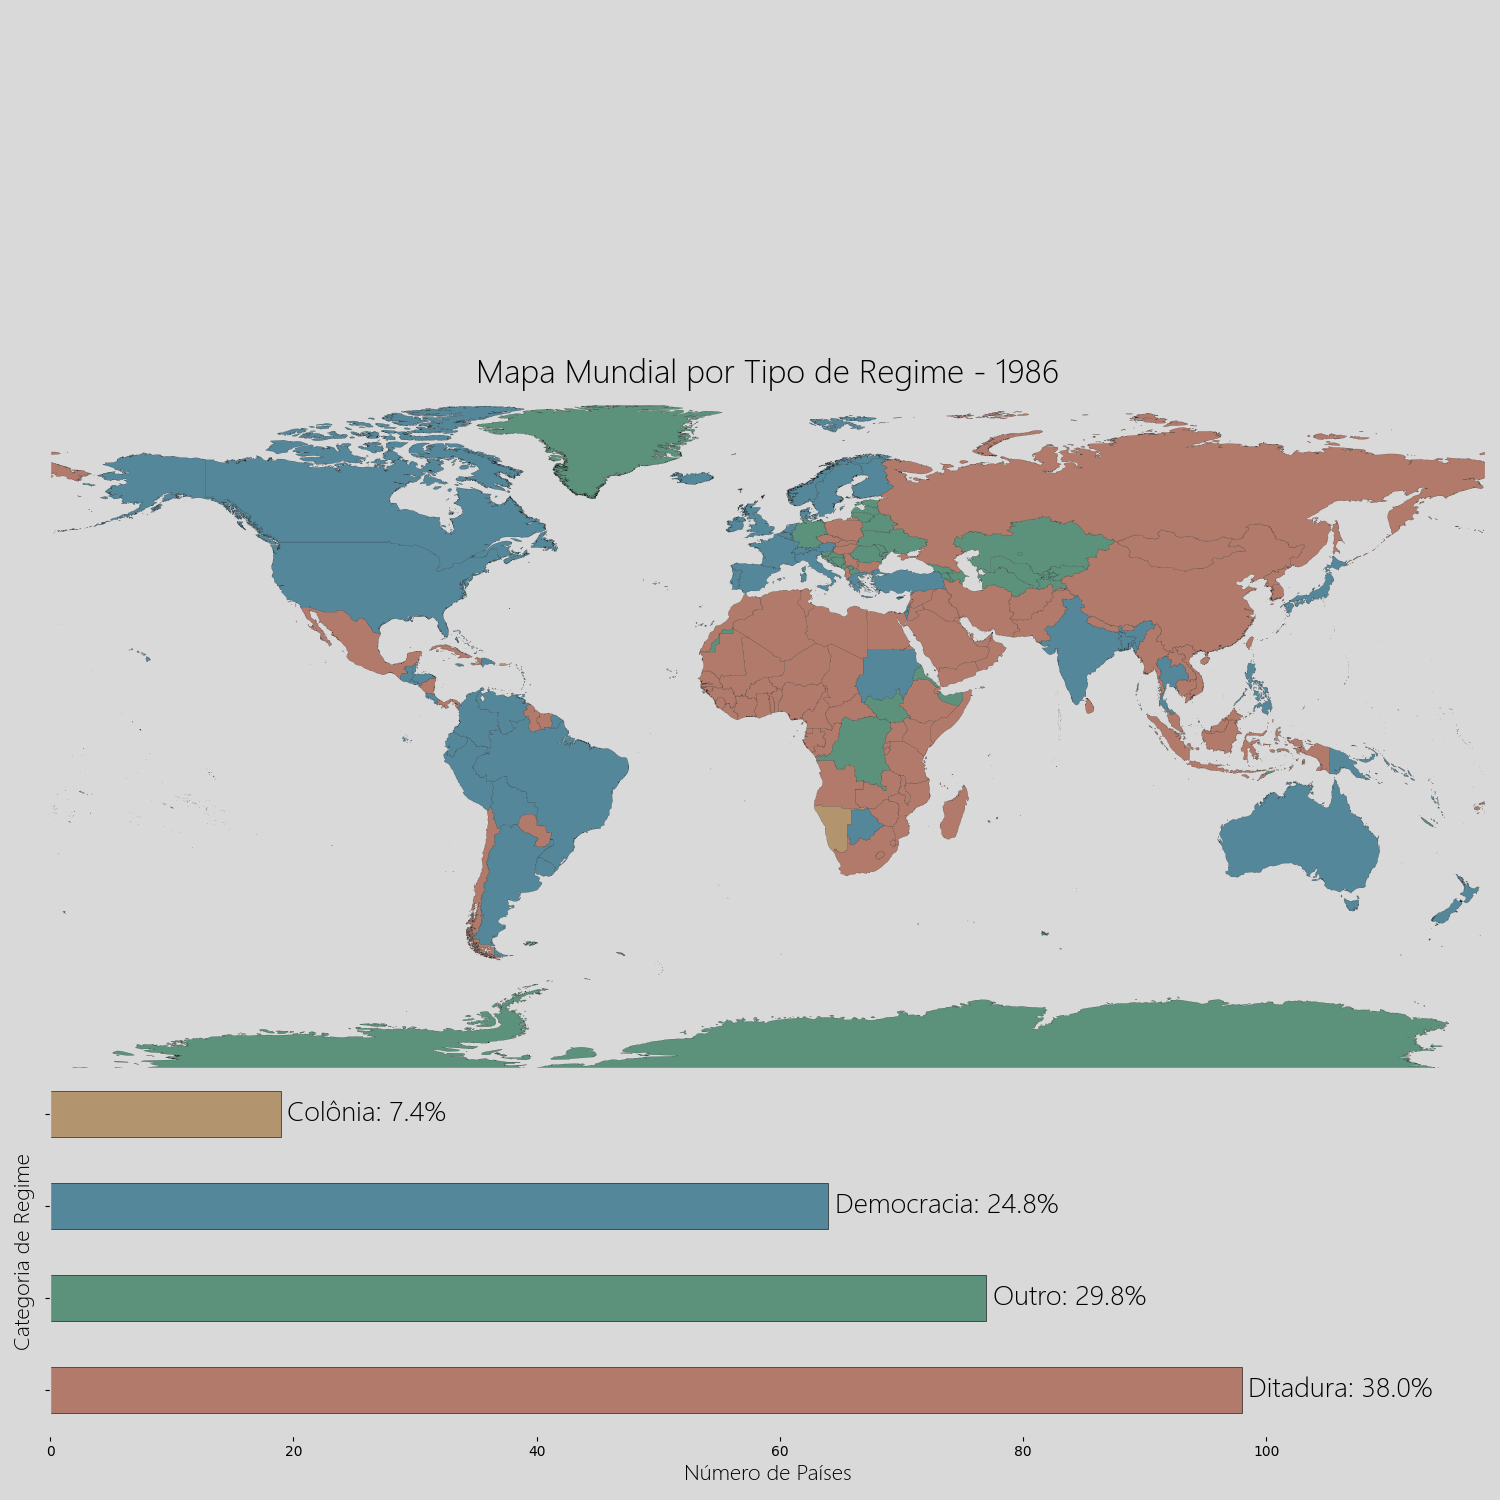 Mapa Mundial por Tipo de Regime - 1986
Colônia: 7.4%
Democracia: 24.8%
Outro: 29.8%
Ditadura: 38.0%
Categoria de Regime
0 20 40 60 80 100
Número de Países